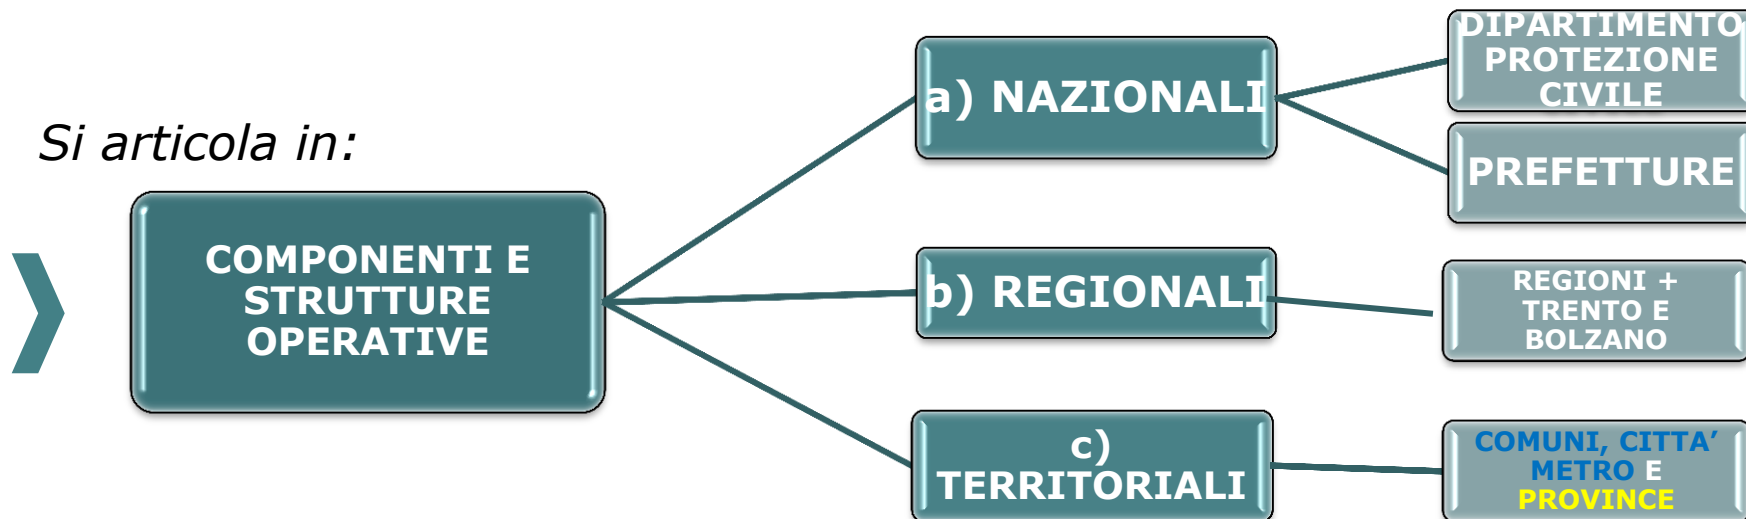 Si articola in:
COMPONENTI E
STRUTTURE
OPERATIVE
a) NAZIONALI
DIPARTIMENTO
PROTEZIONE
CIVILE
PREFETTURE
b) REGIONALI
REGIONI +
TRENTO E
BOLZANO
c)
TERRITORIALI
COMUNI, CITTA’
METRO E
PROVINCE